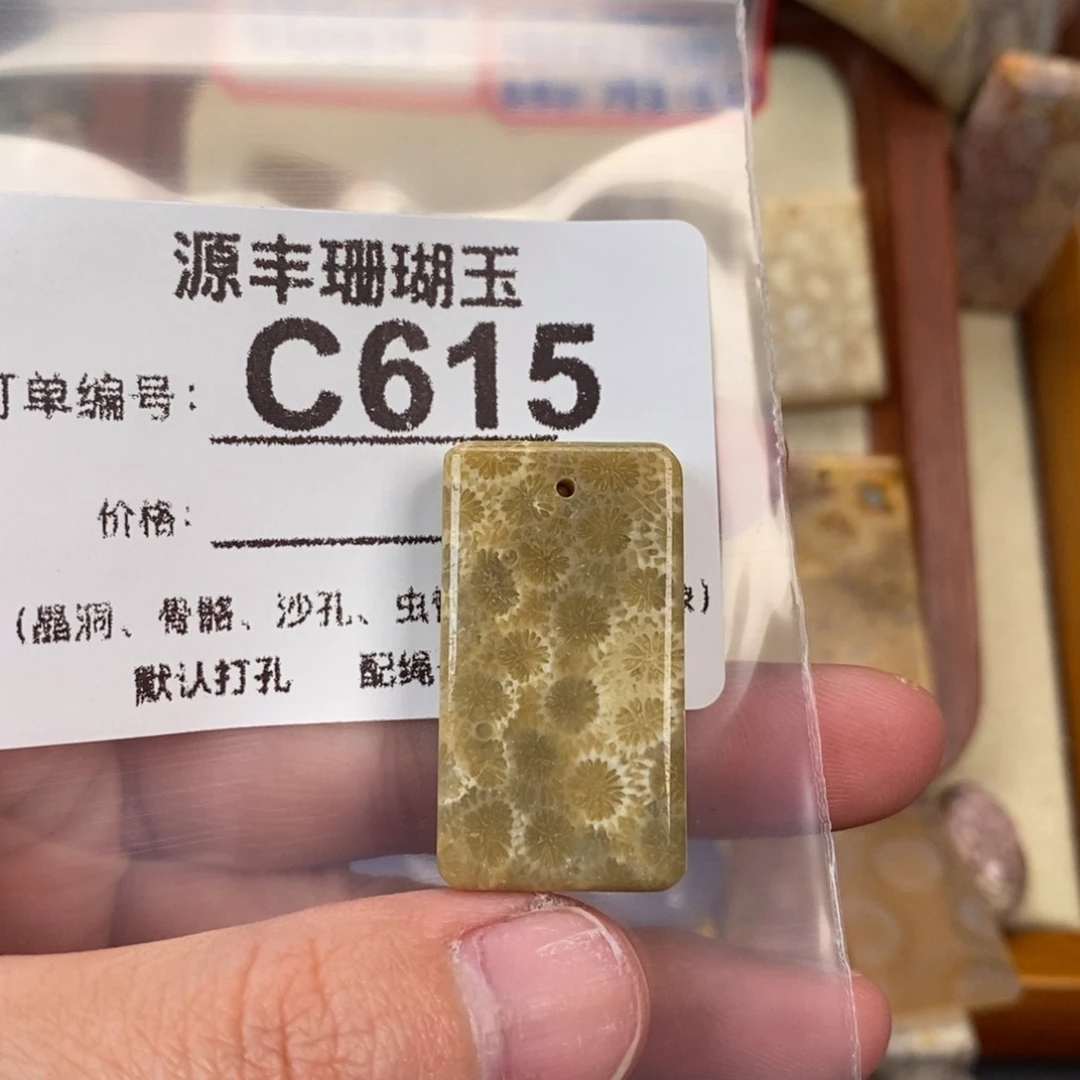 源丰珊瑚玉
订单编号: C615
价格:
(晶洞、骨骼、沙孔、虫
默认打孔 配绳